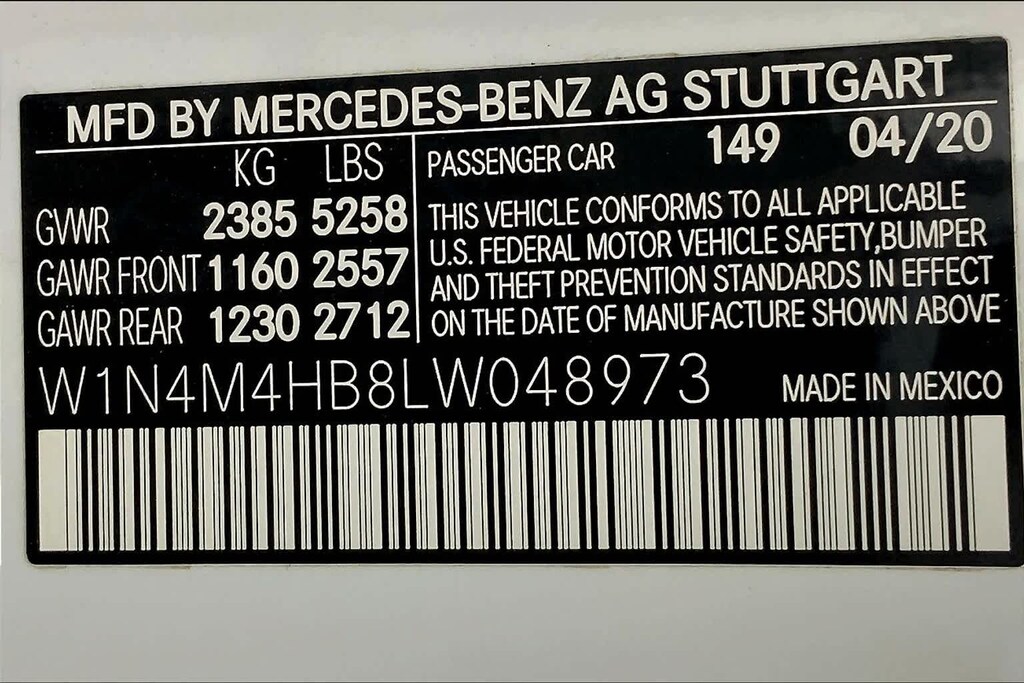 MFD BY MERCEDES-BENZ AG STUTTGART
KG LBS
GVWR 2385 5258
GAWR FRONT 1160 2557
GAWR REAR 1230 2712
PASSENGER CAR 149 04/20
THIS VEHICLE CONFORMS TO ALL APPLICABLE
U.S. FEDERAL MOTOR VEHICLE SAFETY,BUMPER
AND THEFT PREVENTION STANDARDS IN EFFECT
ON THE DATE OF MANUFACTURE SHOWN ABOVE
W1N4M4HB8LW048973 MADE IN MEXICO